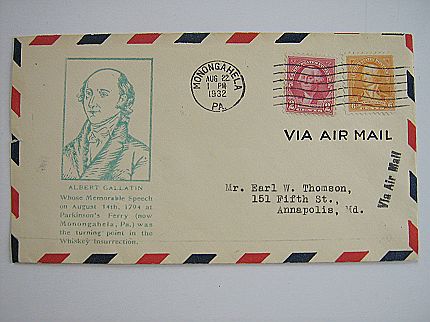 MONONGAHELA
AUG 22
1 PM
1932
PA.
VIA AIR MAIL
Via Air Mail
ALBERT GALLATIN
Whose Memorable Speech
on August 14th, 1794 at
Parkinson's Ferry (now
Monongahela, Pa.) was
the turning point in the
Whiskey Insurrection.
Mr. Earl W. Thomson,
151 Fifth St.,
Annapolis, Md.